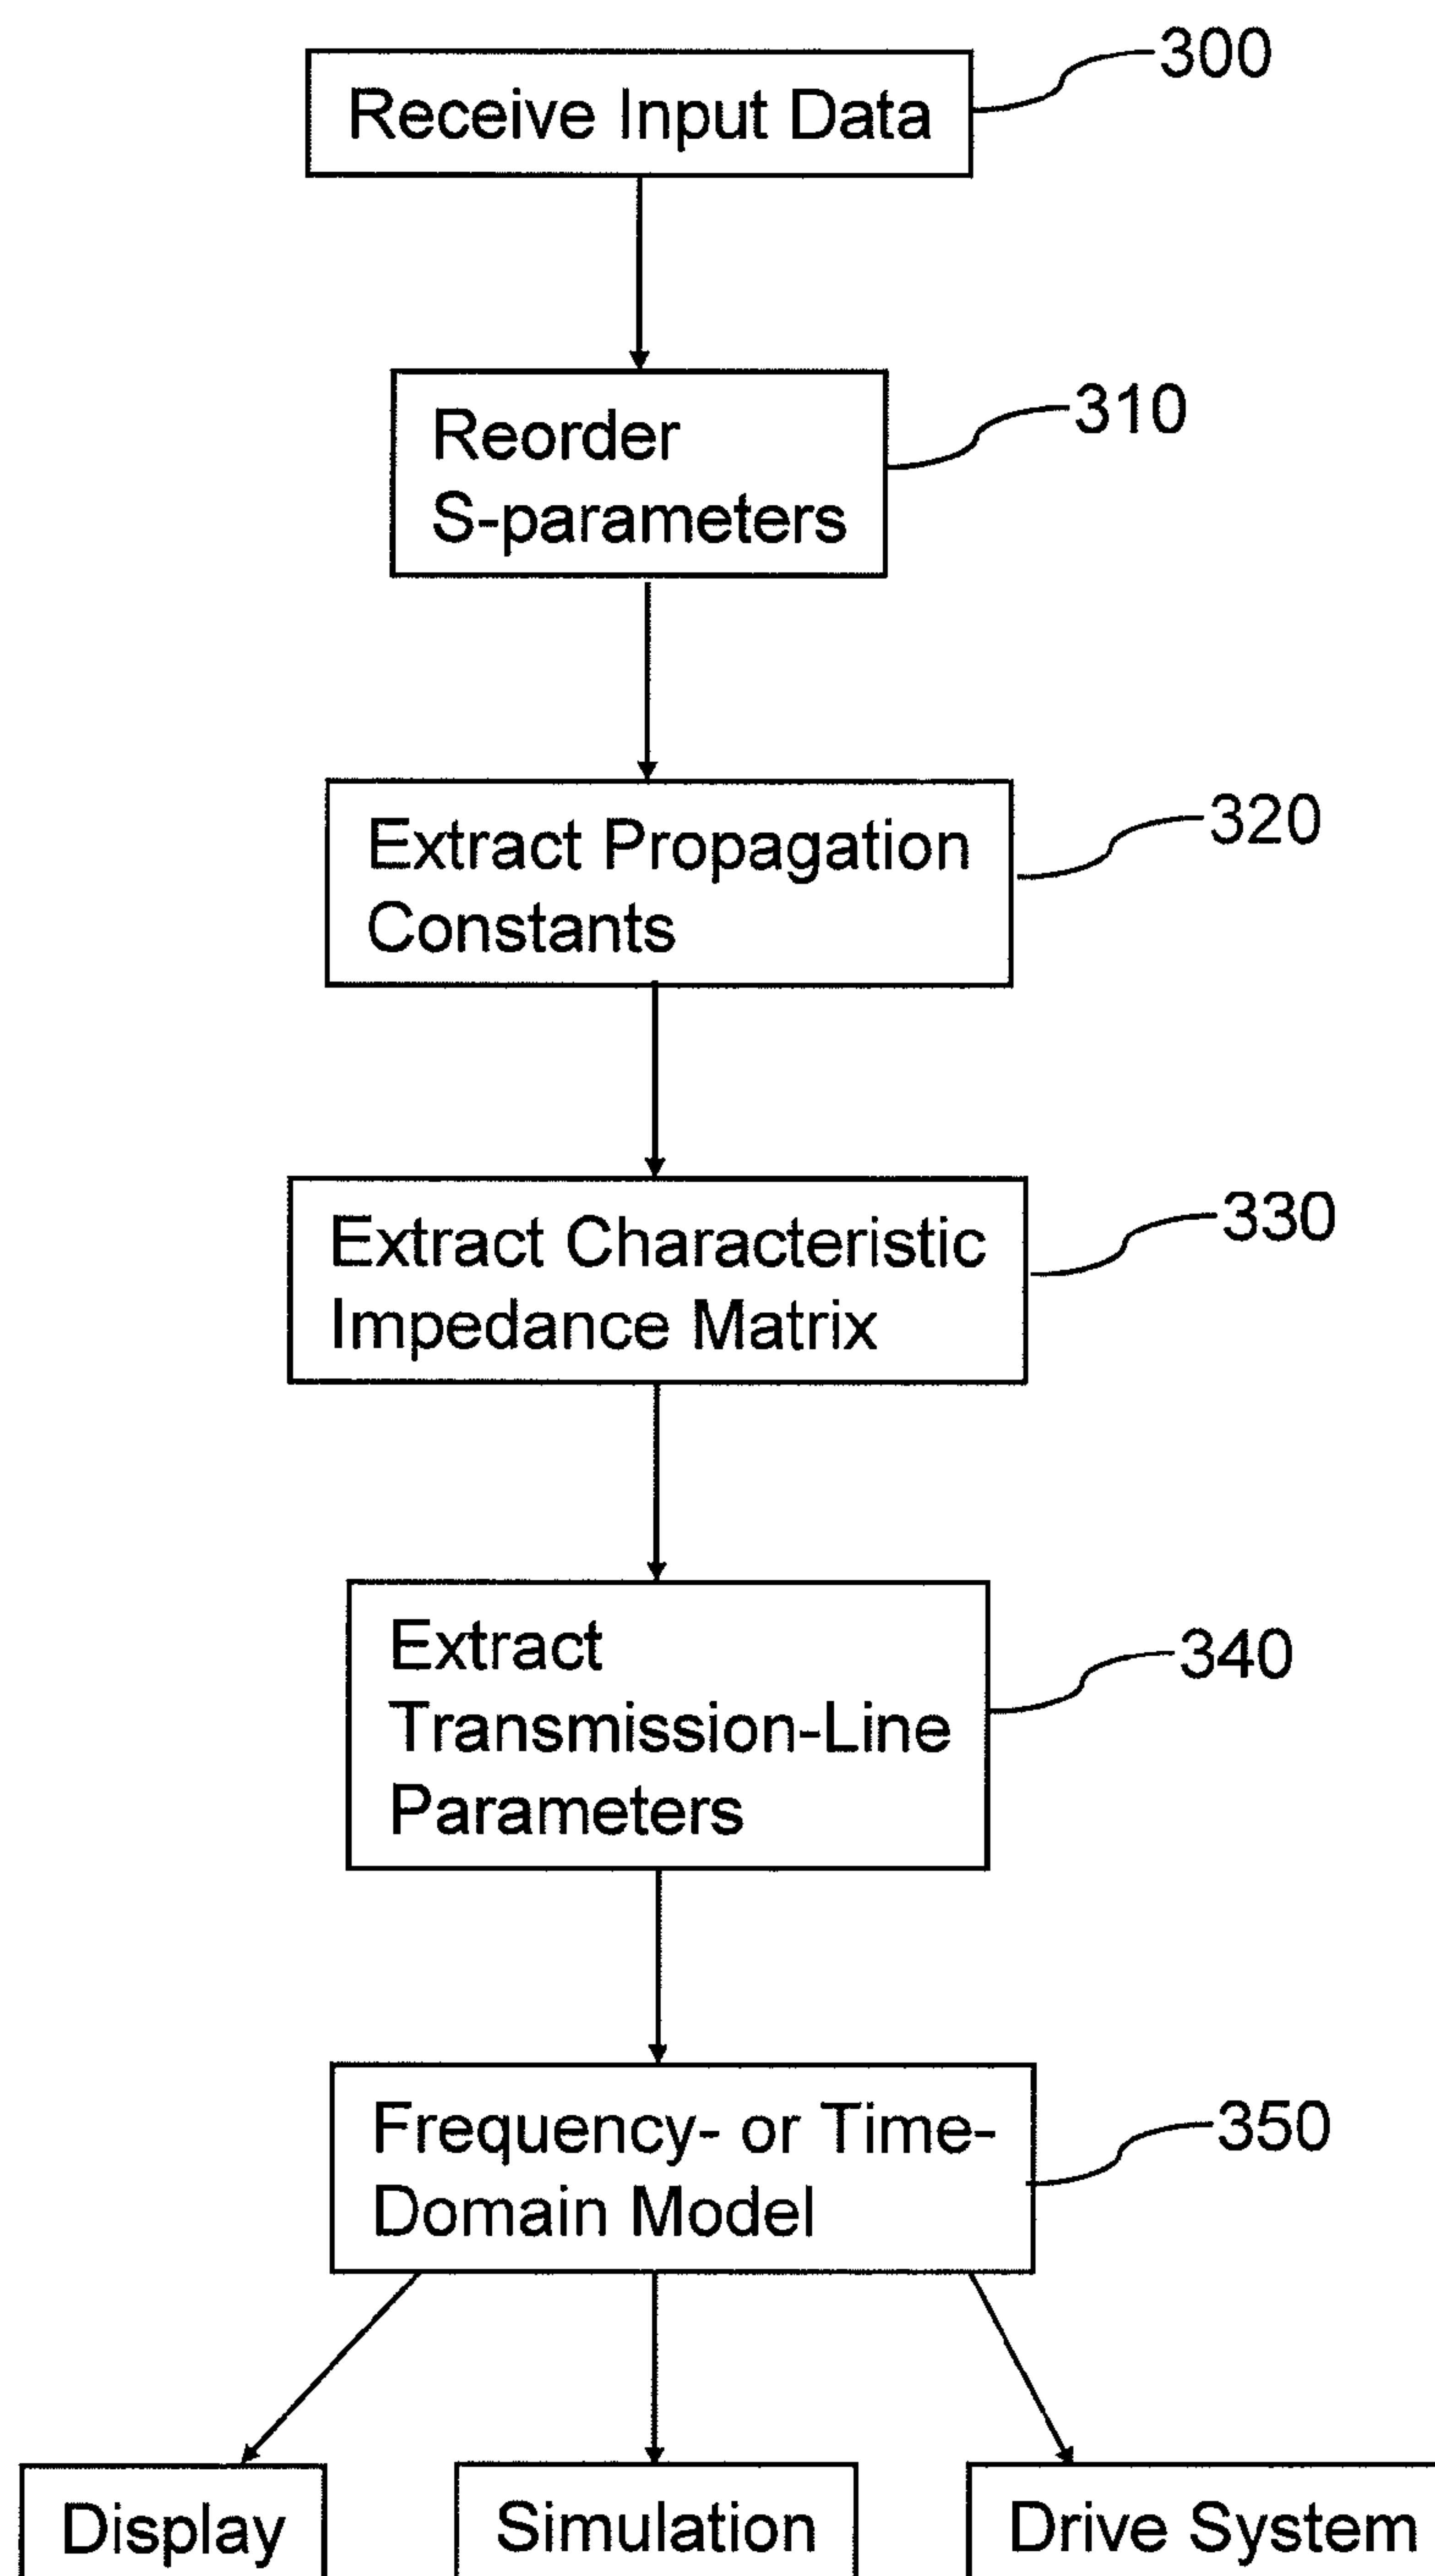 Receive Input Data
300
Reorder
S-parameters
310
Extract Propagation
Constants
320
Extract Characteristic
Impedance Matrix
330
Extract
Transmission-Line
Parameters
340
Frequency- or Time-
Domain Model
350
Display
Simulation
Drive System